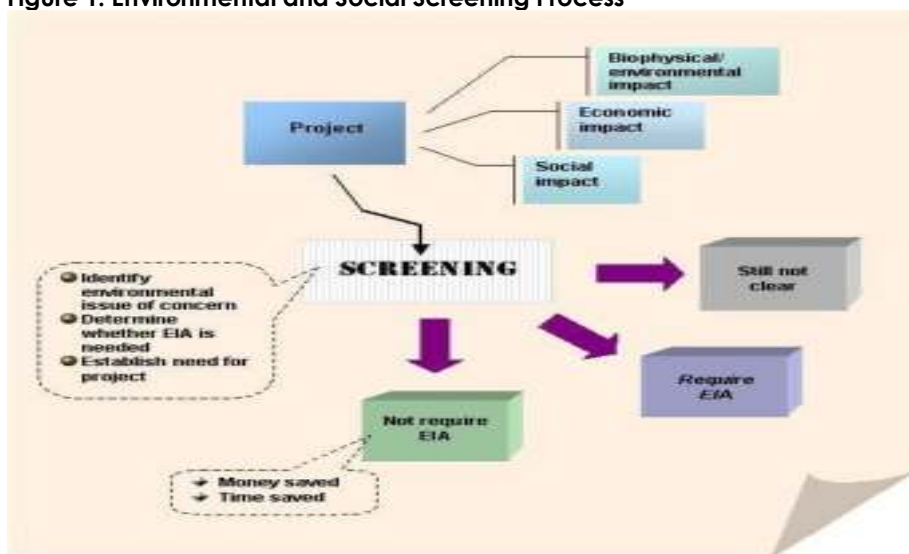 Figure 1: Environmental and Social Screening Process
Biophysical/
environmental
impact
Project
Economic
impact
Social
impact
SCREENING
Identify
environmental
issue of concern
Determine
whether EIA is
needed
Establish need for
project
Still not
clear
Require
EIA
Not require
EIA
Money saved
Time saved